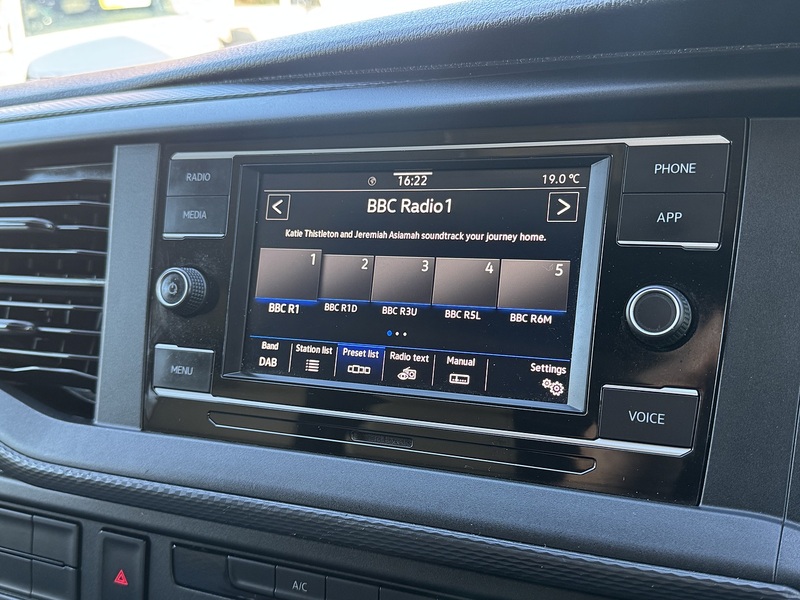 RADIO
MEDIA
MENU
16:22
19.0 °C
<
BBC Radio1
>
Katie Thistleton and Jeremiah Asiamah soundtrack your journey home.
1 2 3 4 5
BBC R1 BBC R1D BBC R3U BBC R5L BBC R6M
Band Station list Preset list Radio text Manual Settings
DAB
PHONE
APP
VOICE
A/C